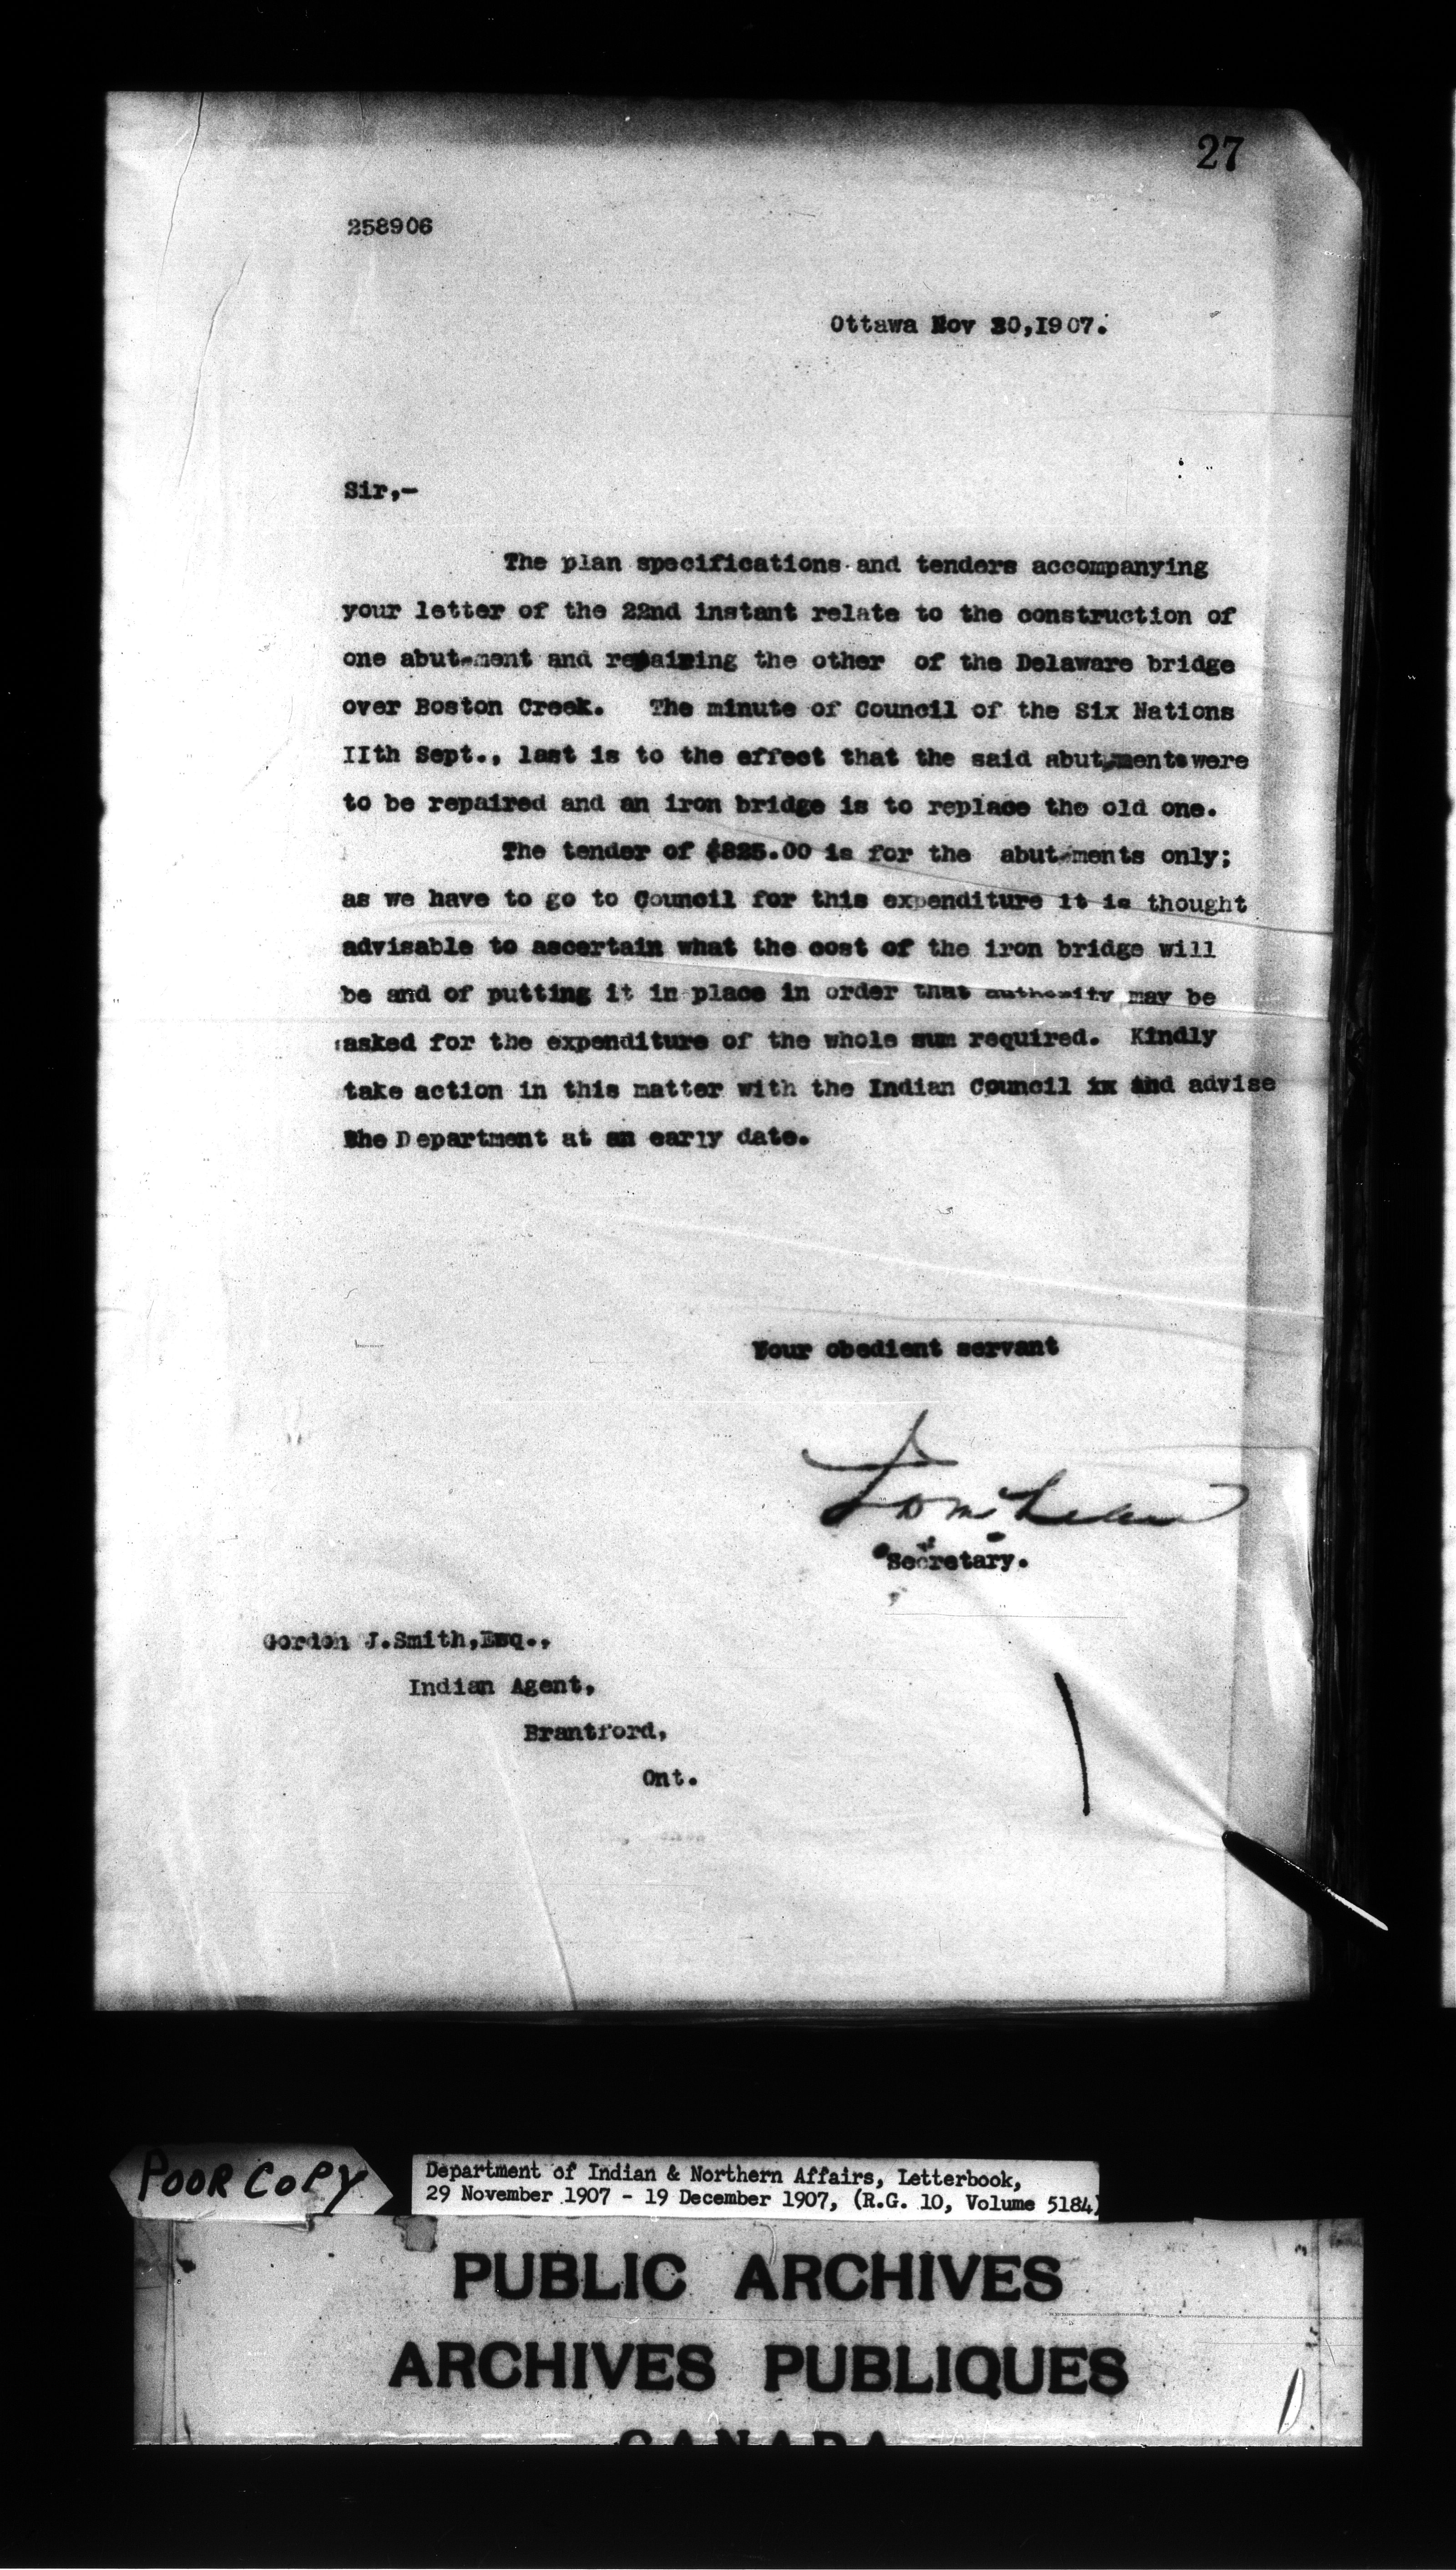 27
258906
Ottawa Nov 30,1907.
Sir,-
The plan specifications and tenders accompanying
your letter of the 22nd instant relate to the construction of
one abutement and repairing the other of the Delaware bridge
over Boston Creek. The minute of Council of the Six Nations
IIth Sept., last is to the effect that the said abutements were
to be repaired and an iron bridge is to replace the old one.
The tender of $825.00 is for the abutements only;
as we have to go to Council for this expenditure it is thought
advisable to ascertain what the cost of the iron bridge will
be and of putting it in place in order that authority may be
asked for the expenditure of the whole sum required. Kindly
take action in this matter with the Indian Council ix and advise
the Department at an early date.
Your obedient servant
Secretary.
Gordon J.Smith,Esq.,
Indian Agent,
Brantford,
Ont.
POOR COPY
Department of Indian & Northern Affairs, Letterbook,
29 November 1907 - 19 December 1907, (R.G. 10, Volume 5184)
PUBLIC ARCHIVES
ARCHIVES PUBLIQUES
CANADA